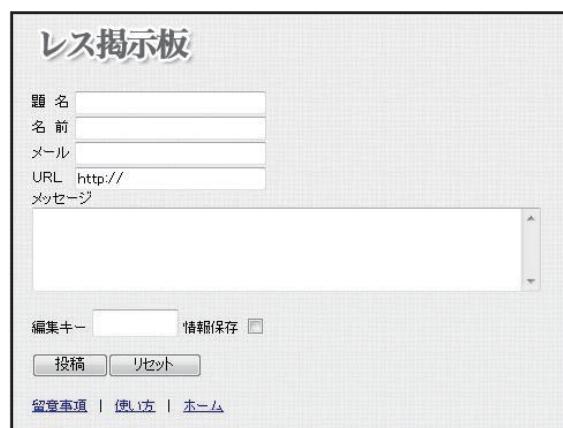 レス掲示板
題 名
名 前
メール
URL http://
メッセージ
編集キー 情報保存
投稿 リセット
留意事項 | 使い方 | ホーム